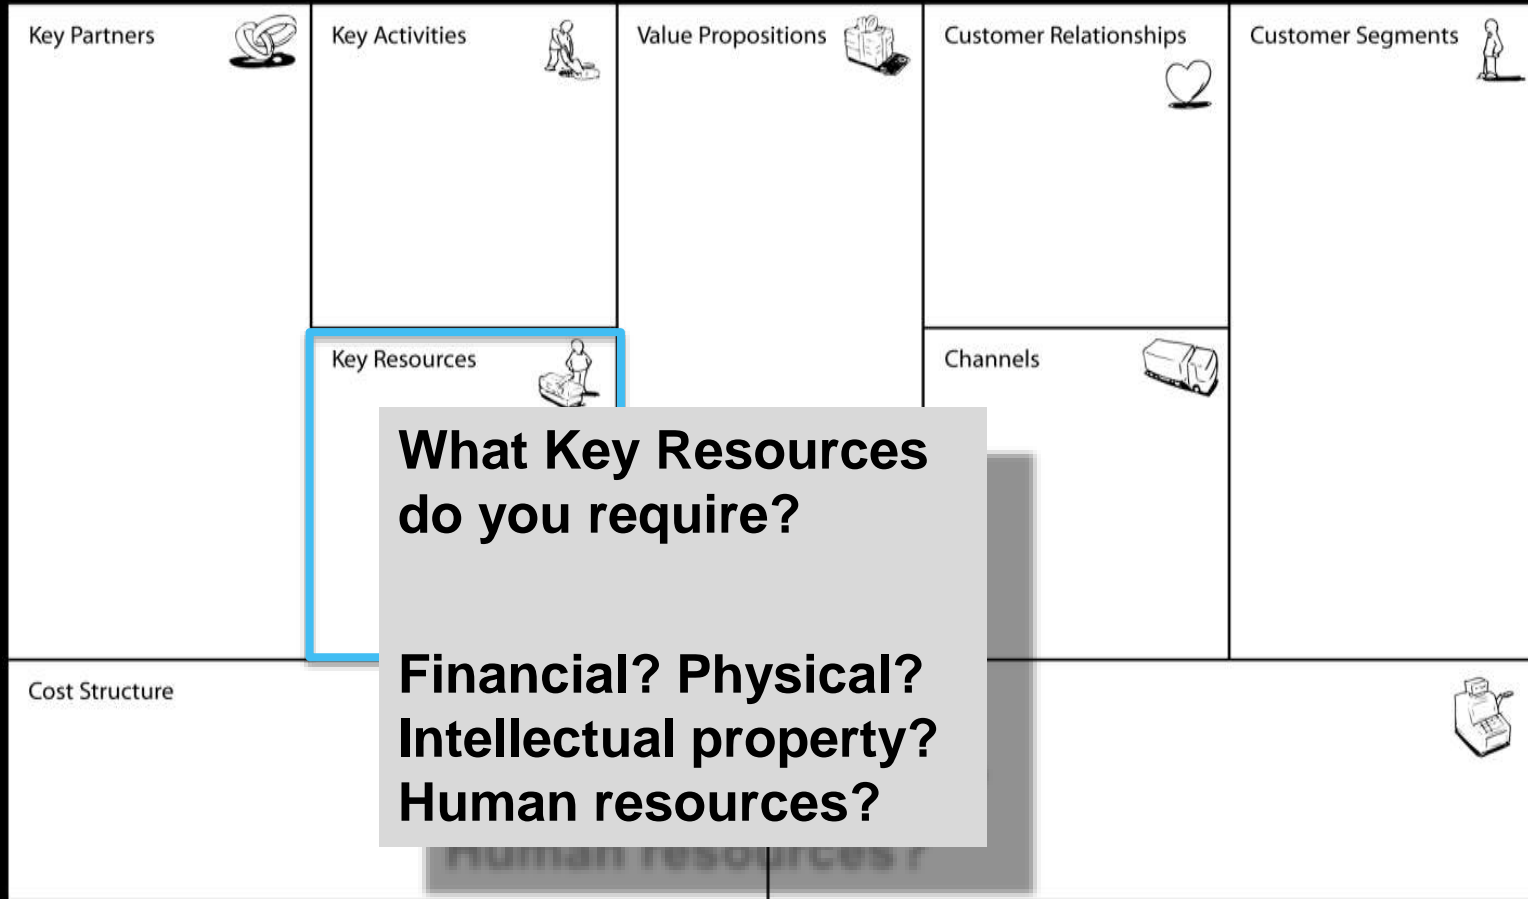 Key Partners
Key Activities
Value Propositions
Customer Relationships
Customer Segments
Key Resources
Channels
What Key Resources
do you require?
Financial? Physical?
Intellectual property?
Human resources?
Cost Structure